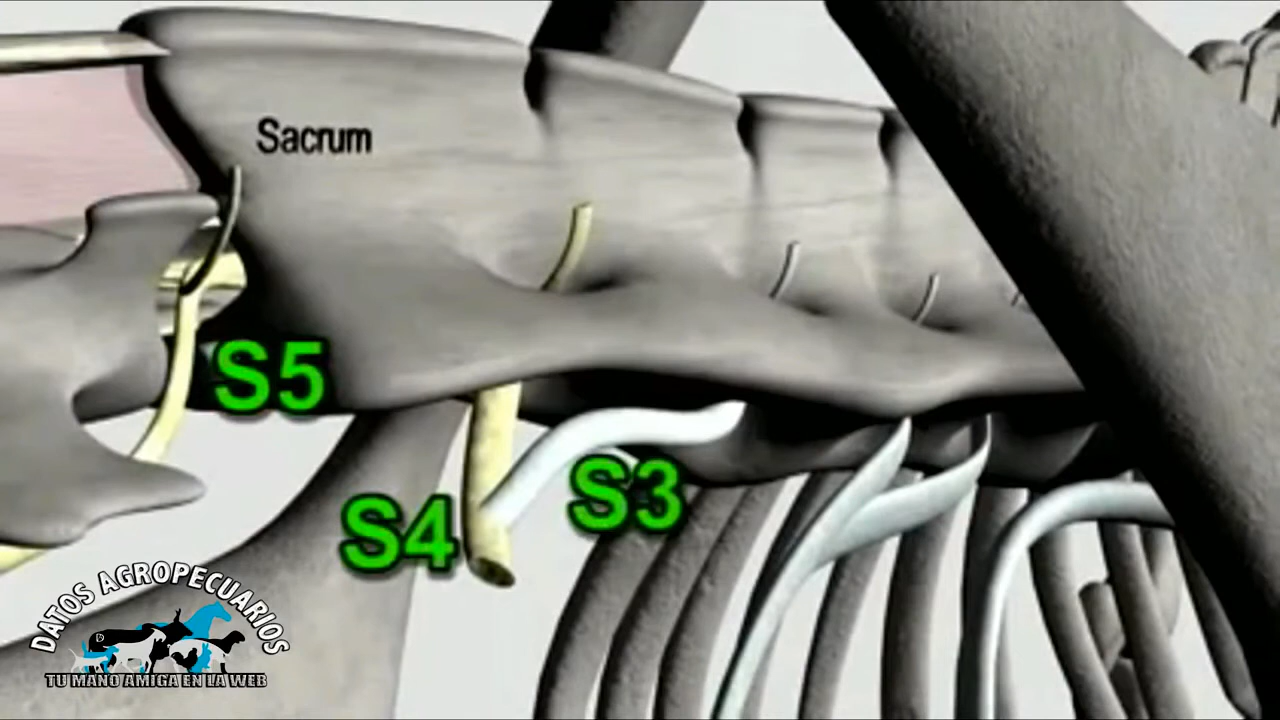 Sacrum
S5
S4
S3
DATOS AGROPECUARIOS
TU MANO AMIGA EN LA WEB